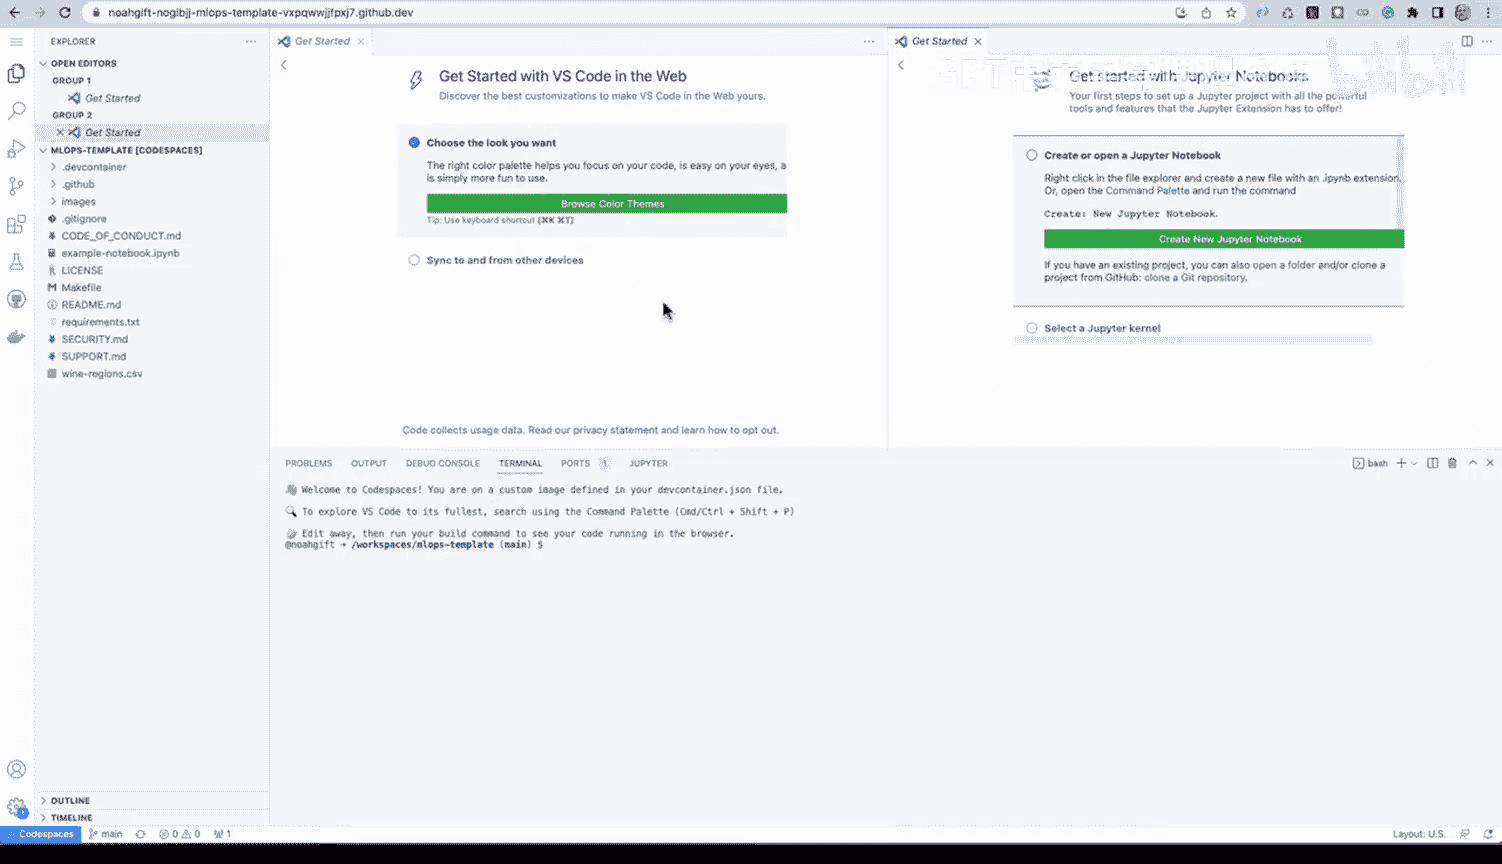 noahgift-nogibjj-mlops-template-vxpqwwjjfpxj7.github.dev
EXPLORER
OPEN EDITORS
GROUP 1
Get Started
GROUP 2
Get Started
MLOPS-TEMPLATE [CODESPACES]
.devcontainer
.github
images
.gitignore
CODE_OF_CONDUCT.md
example-notebook.ipynb
LICENSE
Makefile
README.md
requirements.txt
SECURITY.md
SUPPORT.md
wine-regions.csv
OUTLINE
TIMELINE
Get Started
Get Started with VS Code in the Web
Discover the best customizations to make VS Code in the Web yours.
Choose the look you want
The right color palette helps you focus on your code, is easy on your eyes, a
is simply more fun to use.
Browse Color Themes
Tip: Use keyboard shortcut (⌘K ⌘T)
Sync to and from other devices
Code collects usage data. Read our privacy statement and learn how to opt out.
Get Started
Get started with Jupyter Notebooks
Your first steps to set up a Jupyter project with all the powerful
tools and features that the Jupyter Extension has to offer!
Create or open a Jupyter Notebook
Right click in the file explorer and create a new file with an .ipynb extension.
Or, open the Command Palette and run the command
Create: New Jupyter Notebook.
Create New Jupyter Notebook
If you have an existing project, you can also open a folder and/or clone a
project from GitHub: clone a Git repository.
Select a Jupyter kernel
bilibili
PROBLEMS OUTPUT DEBUG CONSOLE TERMINAL PORTS 1 JUPYTER
bash
Welcome to Codespaces! You are on a custom image defined in your devcontainer.json file.
To explore VS Code to its fullest, search using the Command Palette (Cmd/Ctrl + Shift + P)
Edit away, then run your build command to see your code running in the browser.
@noahgift ➜ /workspaces/mlops-template (main) $
Codespaces main 0 0 1 Layout: U.S.